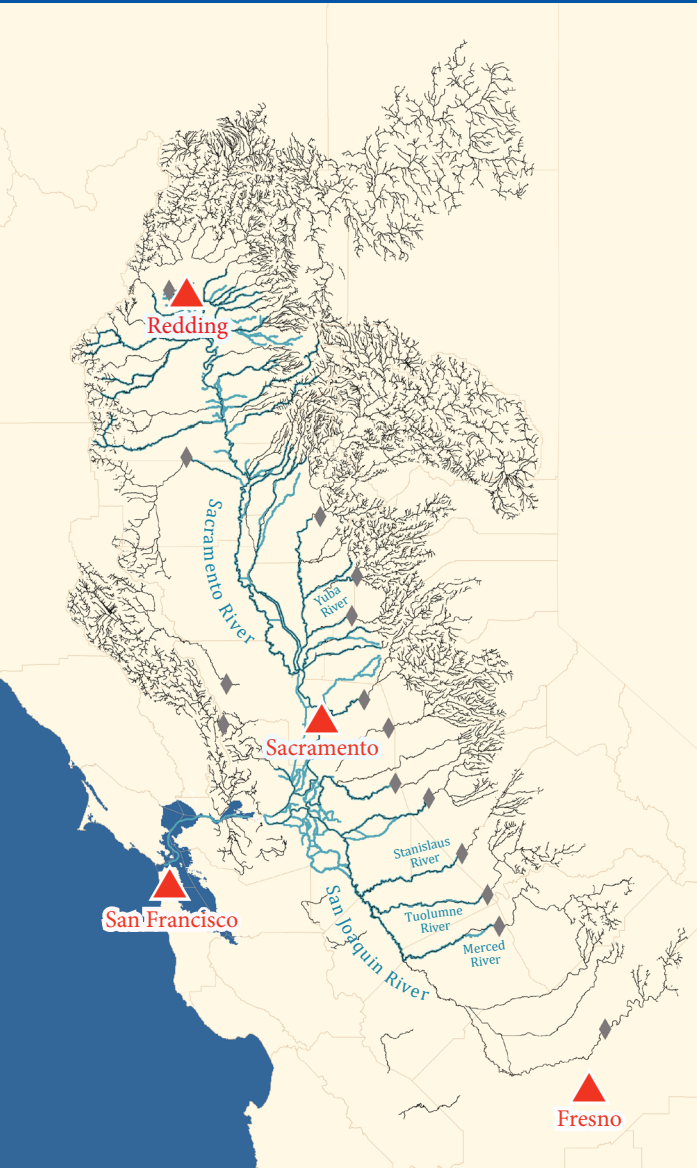 Redding
Sacramento River
Yuba
River
Sacramento
Stanislaus
River
San Francisco
Tuolumne
River
San Joaquin River
Merced
River
Fresno